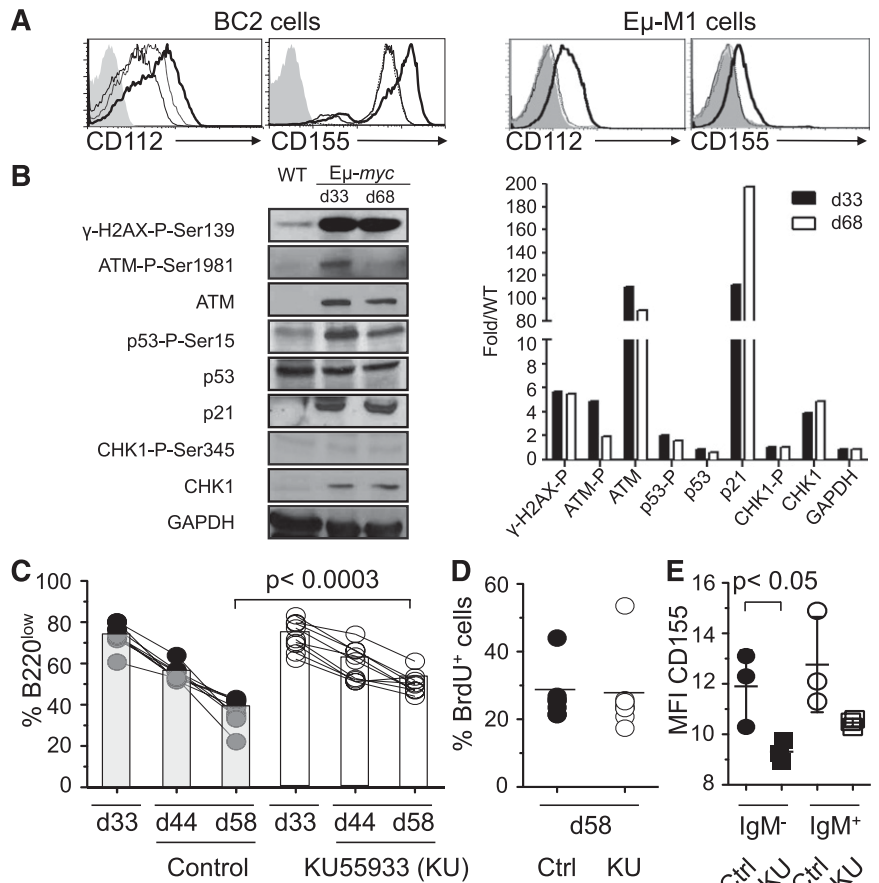 A
BC2 cells
Eµ-M1 cells
CD112
CD155
CD112
CD155
B
WT
Eµ-myc
d33
d68
γ-H2AX-P-Ser139
ATM-P-Ser1981
ATM
p53-P-Ser15
p53
p21
CHK1-P-Ser345
CHK1
GAPDH
Fold/WT
200
180
160
140
120
100
80
10
8
6
4
2
0
d33
d68
γ-H2AX-P
ATM-P
ATM
p53-P
p53
p21
CHK1-P
CHK1
GAPDH
C
% B220low
100
80
60
40
20
0
p< 0.0003
d33
d44
d58
d33
d44
d58
Control
KU55933 (KU)
D
% BrdU+ cells
60
40
20
0
d58
Ctrl
KU
E
MFI CD155
16
14
12
10
8
p< 0.05
IgM-
IgM+
Ctrl
KU
Ctrl
KU